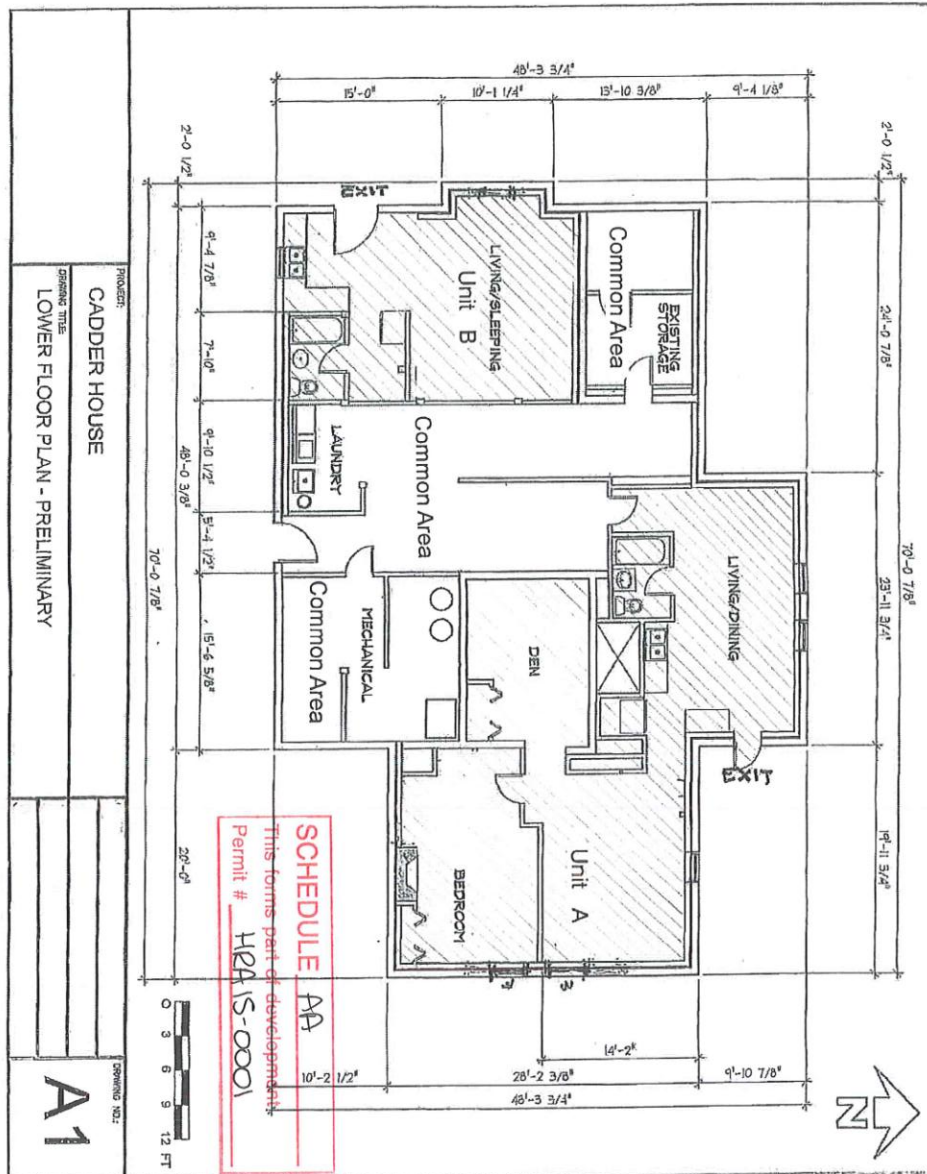 48'-3 3/4"
15'-0"
10'-1 1/4"
13'-10 3/8"
9'-4 1/8"
2'-0 1/2"
2'-0 1/2"
EXIT
9'-4 7/8"
7'-10"
9'-10 1/2"
5'-4 1/2"
15'-6 5/8"
48'-0 3/8"
20'-0"
70'-0 7/8"
24'-0 7/8"
23'-11 3/4"
19'-11 3/4"
70'-0 7/8"
LIVING/SLEEPING
Unit B
Common Area
EXISTING
STORAGE
LAUNDRY
Common Area
LIVING/DINING
MECHANICAL
Common Area
DEN
EXIT
Unit A
BEDROOM
3
3
14'-2"
10'-2 1/2"
28'-2 3/8"
9'-10 7/8"
48'-3 3/4"
SCHEDULE AA
This forms part of development
Permit # HRA15-0001
0 3 6 9 12 FT
N
PROJECT:
CADDER HOUSE
DRAWING TITLE:
LOWER FLOOR PLAN - PRELIMINARY
DRAWING NO.:
A1